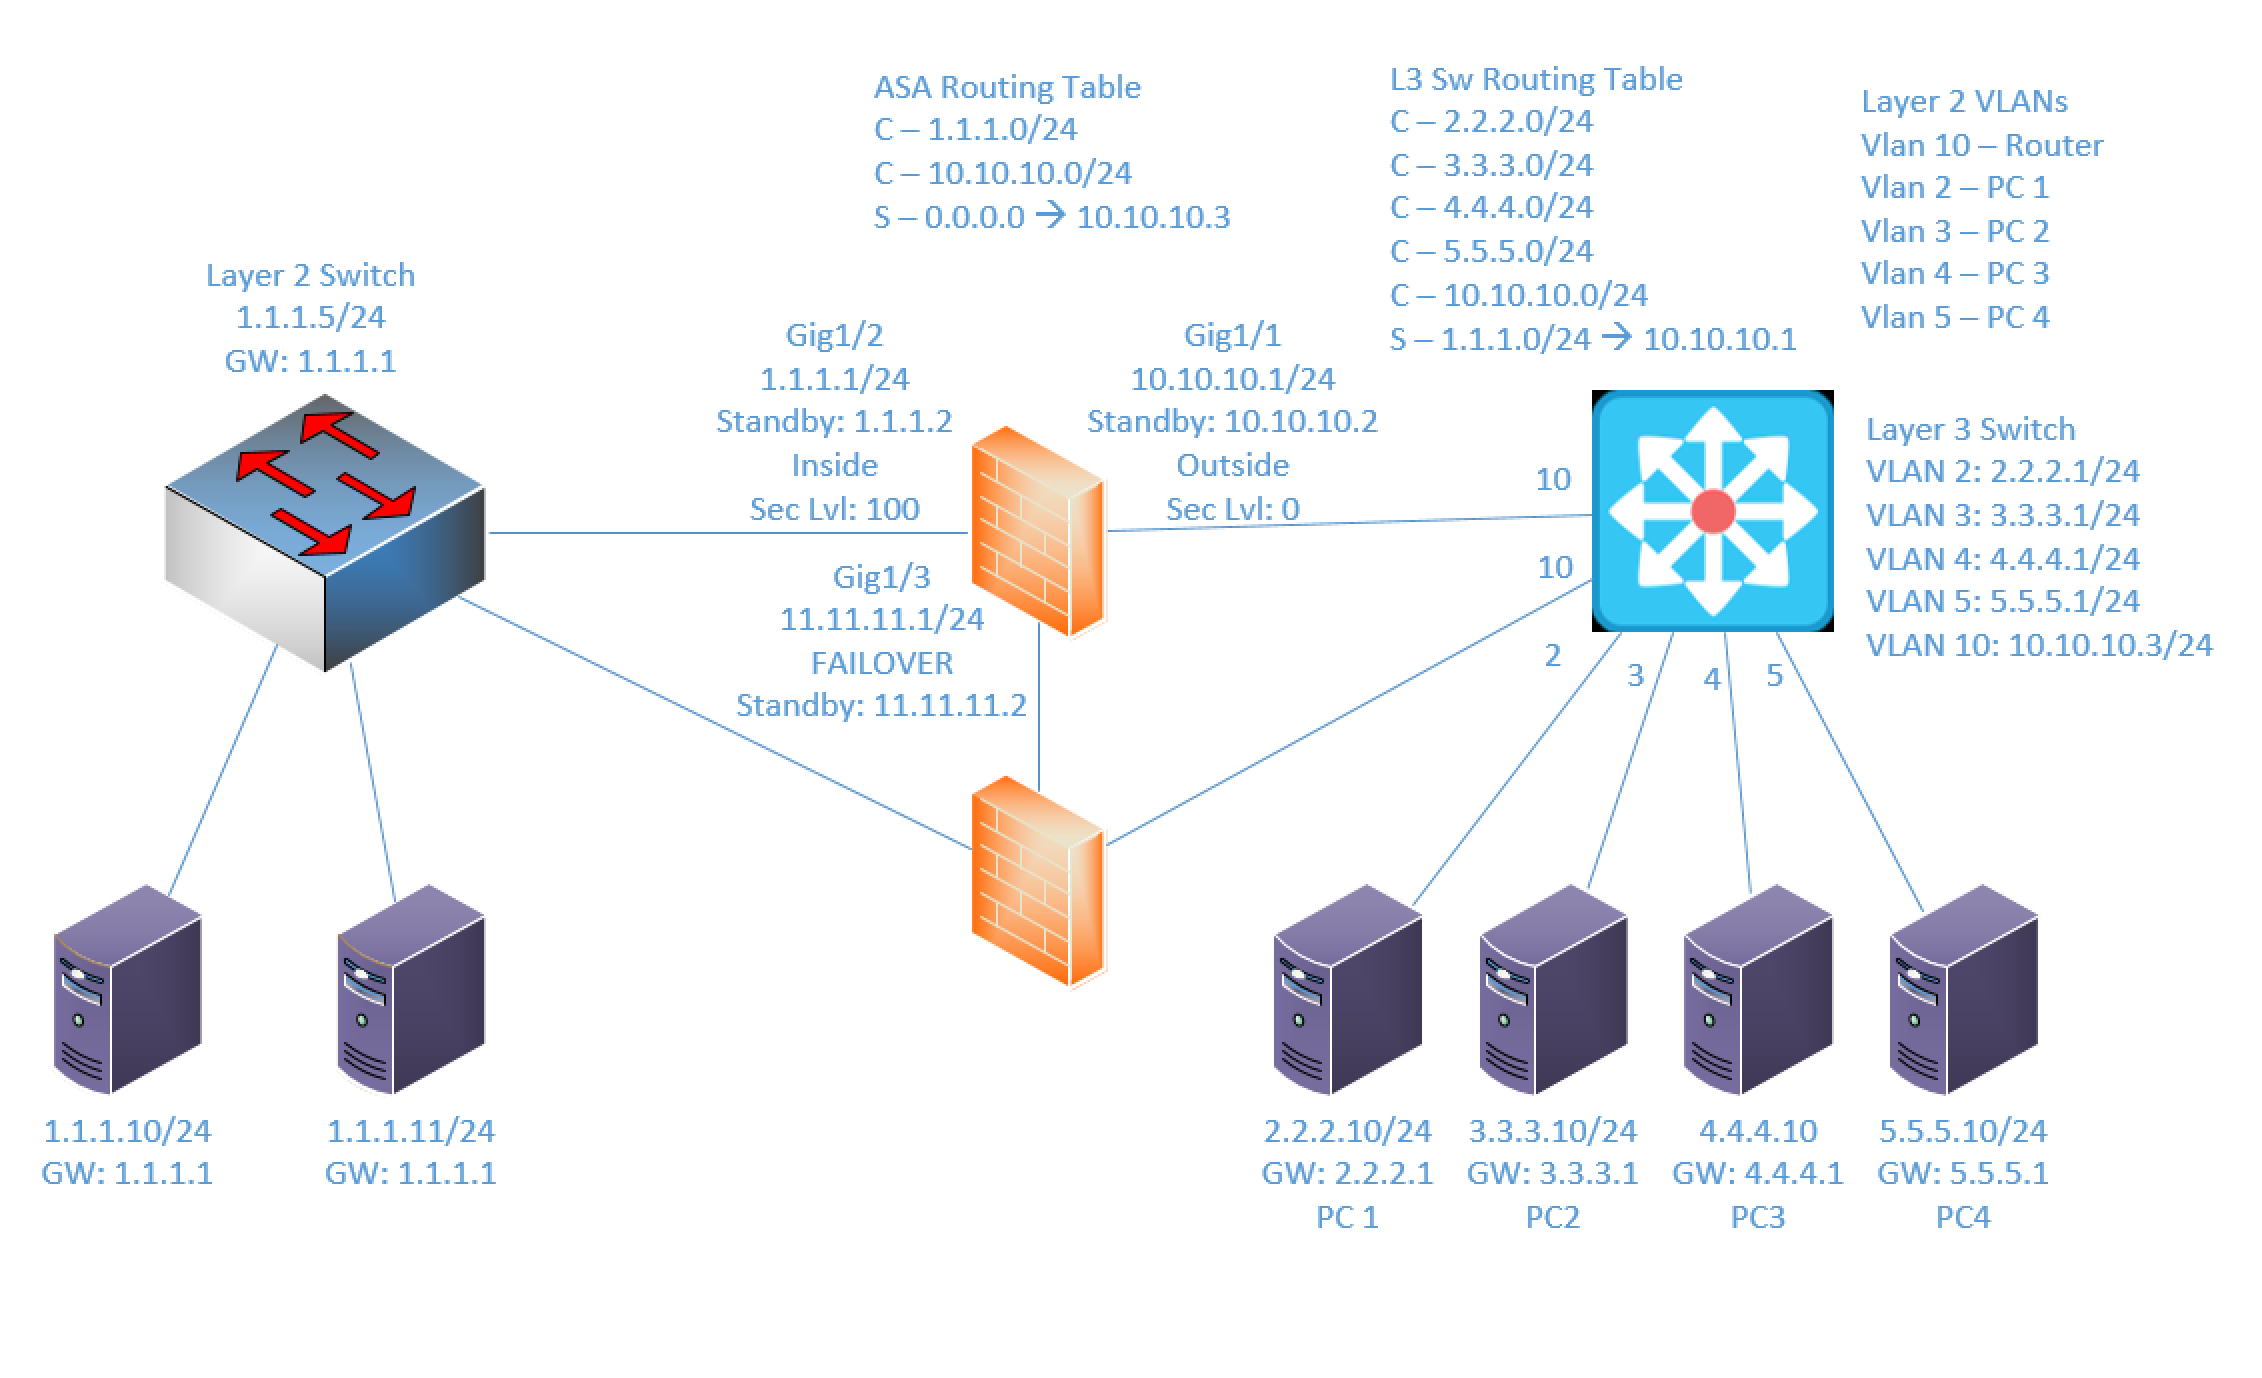 ASA Routing Table
C – 1.1.1.0/24
C – 10.10.10.0/24
S – 0.0.0.0 → 10.10.10.3
L3 Sw Routing Table
C – 2.2.2.0/24
C – 3.3.3.0/24
C – 4.4.4.0/24
C – 5.5.5.0/24
C – 10.10.10.0/24
S – 1.1.1.0/24 → 10.10.10.1
Layer 2 VLANs
Vlan 10 – Router
Vlan 2 – PC 1
Vlan 3 – PC 2
Vlan 4 – PC 3
Vlan 5 – PC 4
Layer 2 Switch
1.1.1.5/24
GW: 1.1.1.1
Gig1/2
1.1.1.1/24
Standby: 1.1.1.2
Inside
Sec Lvl: 100
Gig1/1
10.10.10.1/24
Standby: 10.10.10.2
Outside
Sec Lvl: 0
Gig1/3
11.11.11.1/24
FAILOVER
Standby: 11.11.11.2
10
10
2
3
4
5
Layer 3 Switch
VLAN 2: 2.2.2.1/24
VLAN 3: 3.3.3.1/24
VLAN 4: 4.4.4.1/24
VLAN 5: 5.5.5.1/24
VLAN 10: 10.10.10.3/24
1.1.1.10/24
GW: 1.1.1.1
1.1.1.11/24
GW: 1.1.1.1
2.2.2.10/24
GW: 2.2.2.1
PC 1
3.3.3.10/24
GW: 3.3.3.1
PC2
4.4.4.10
GW: 4.4.4.1
PC3
5.5.5.10/24
GW: 5.5.5.1
PC4